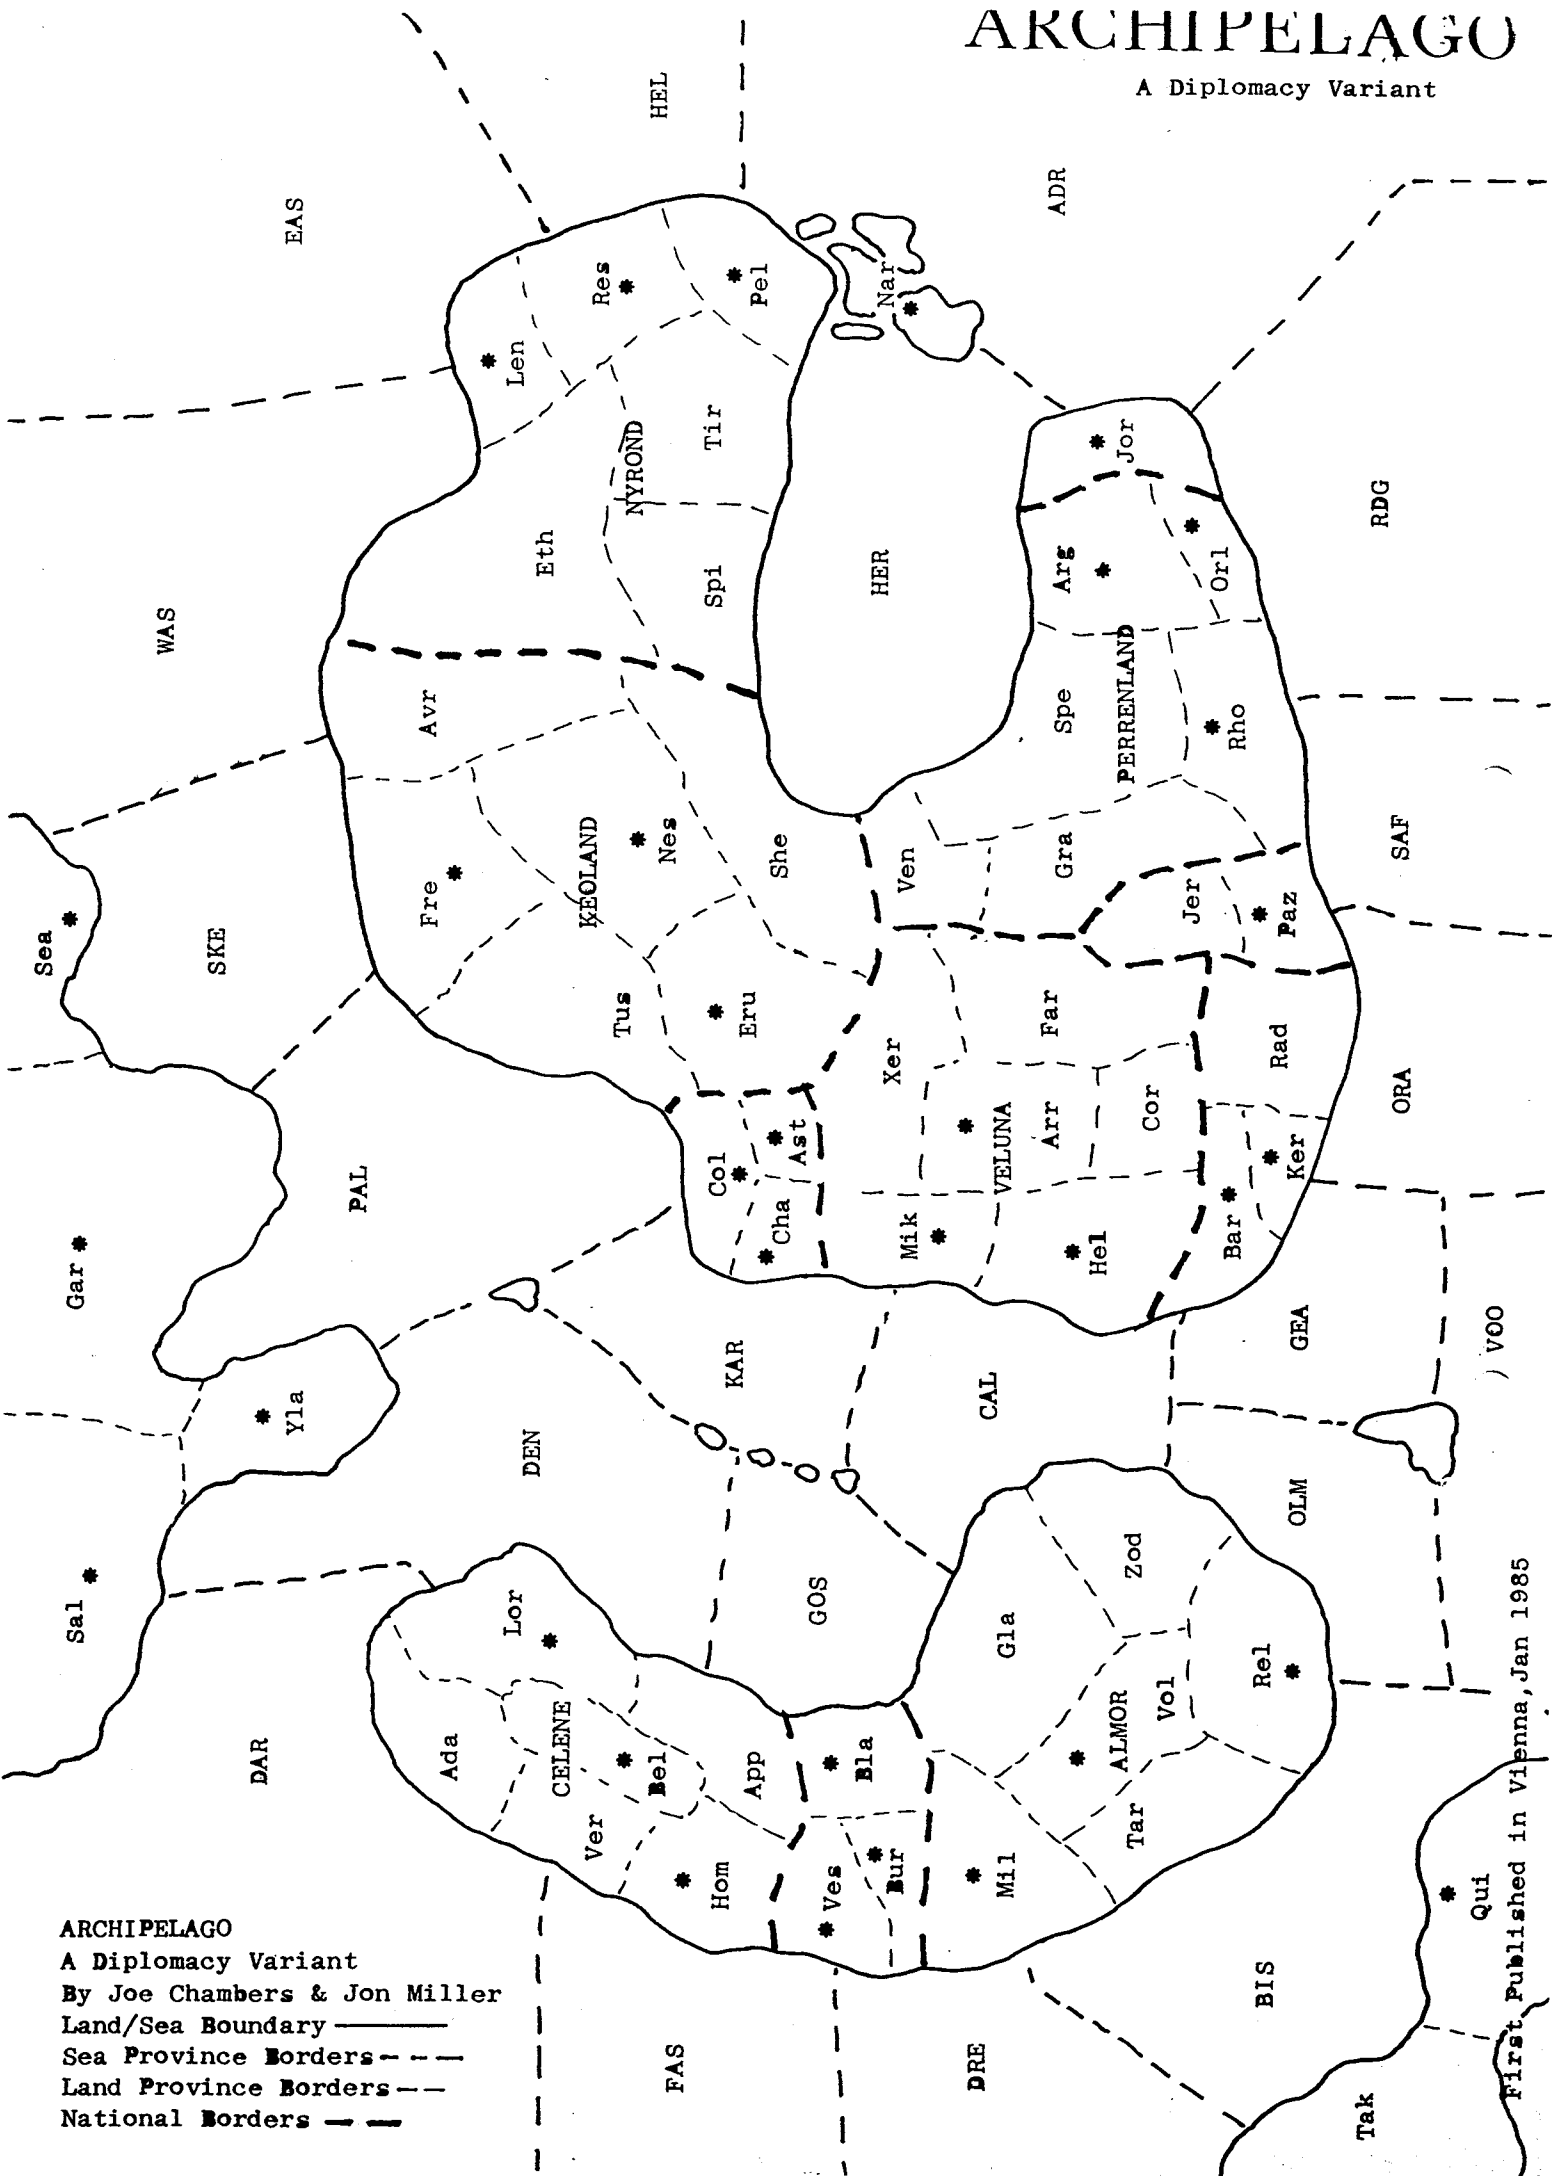 ARCHIPELAGO
A Diplomacy Variant
HEL
EAS
ADR
Res
Pel
Nar
Len
NYROND
Tir
Jor
Eth
Spi
HER
Arg
Orl
RDG
WAS
Avr
Spe
PERRENLAND
Rho
Fre
KEOLAND
Nes
She
Ven
Gra
Jer
Paz
SAF
Sea
SKE
Tus
Eru
Xer
Far
Rad
ORA
PAL
Col
Ast
Cha
VELUNA
Arr
Cor
Ker
Gar
Mik
Hel
Bar
Yla
KAR
CAL
GEA
VOO
DEN
OLM
Sal
Lor
GOS
Gla
Zod
DAR
Ada
CELENE
Bel
App
Bla
ALMOR
Vol
Rel
Ver
Hom
Ves
Bur
Mil
Tar
Qui
FAS
DRE
BIS
Tak
ARCHIPELAGO
A Diplomacy Variant
By Joe Chambers & Jon Miller
Land/Sea Boundary
Sea Province Borders
Land Province Borders
National Borders
First Published in Vienna, Jan 1985